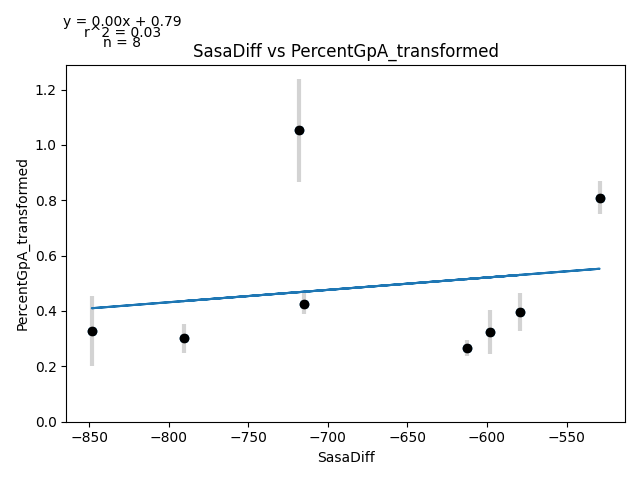 y = 0.00x + 0.79
r^2 = 0.03
n = 8
SasaDiff vs PercentGpA_transformed
PercentGpA_transformed
1.2
1.0
0.8
0.6
0.4
0.2
0.0
−850 −800 −750 −700 −650 −600 −550
SasaDiff